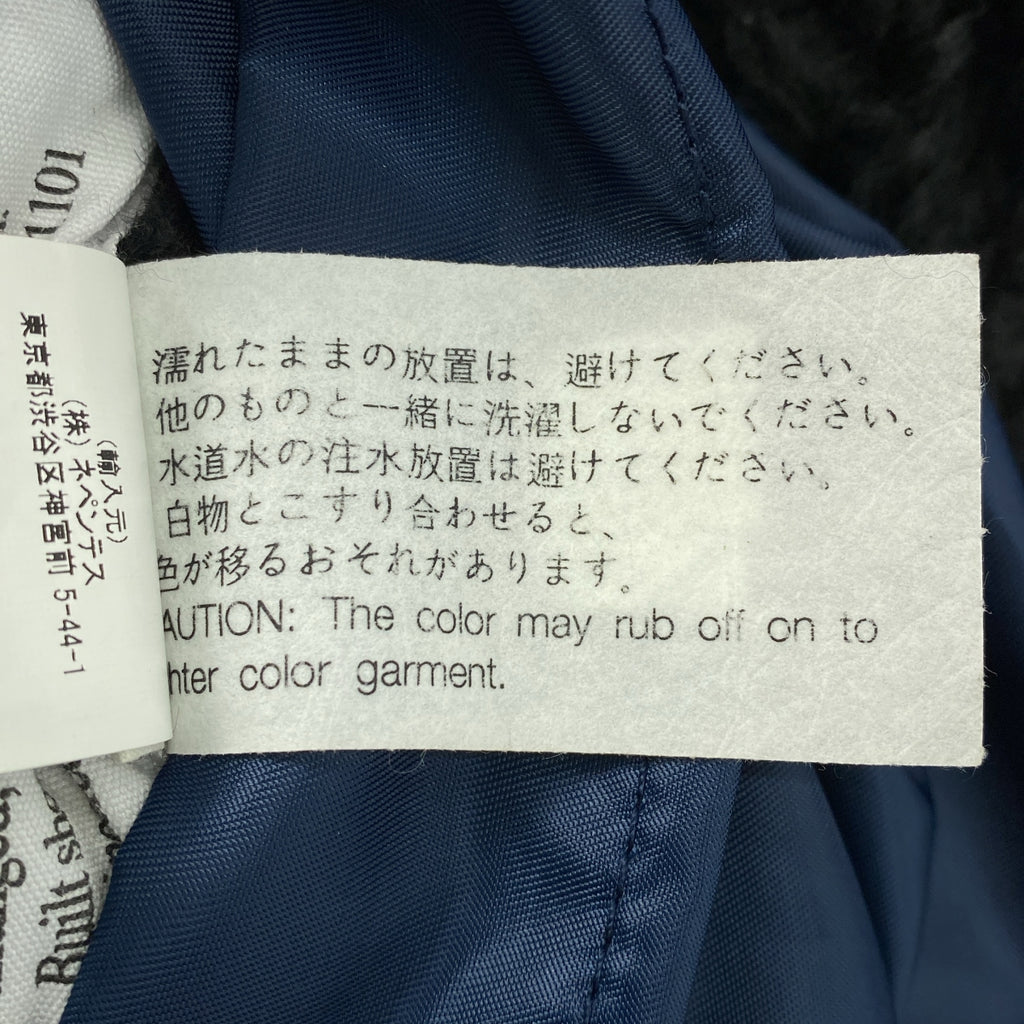 濡れたままの放置は、避けてください。
他のものと一緒に洗濯しないでください。
水道水の注水放置は避けてください。
白物とこすり合わせると、
色が移るおそれがあります。
AUTION: The color may rub off on to
hter color garment.
(輸入元)
(株)ネペンテス
東京都渋谷区神宮前 5-44-1
1101
Built